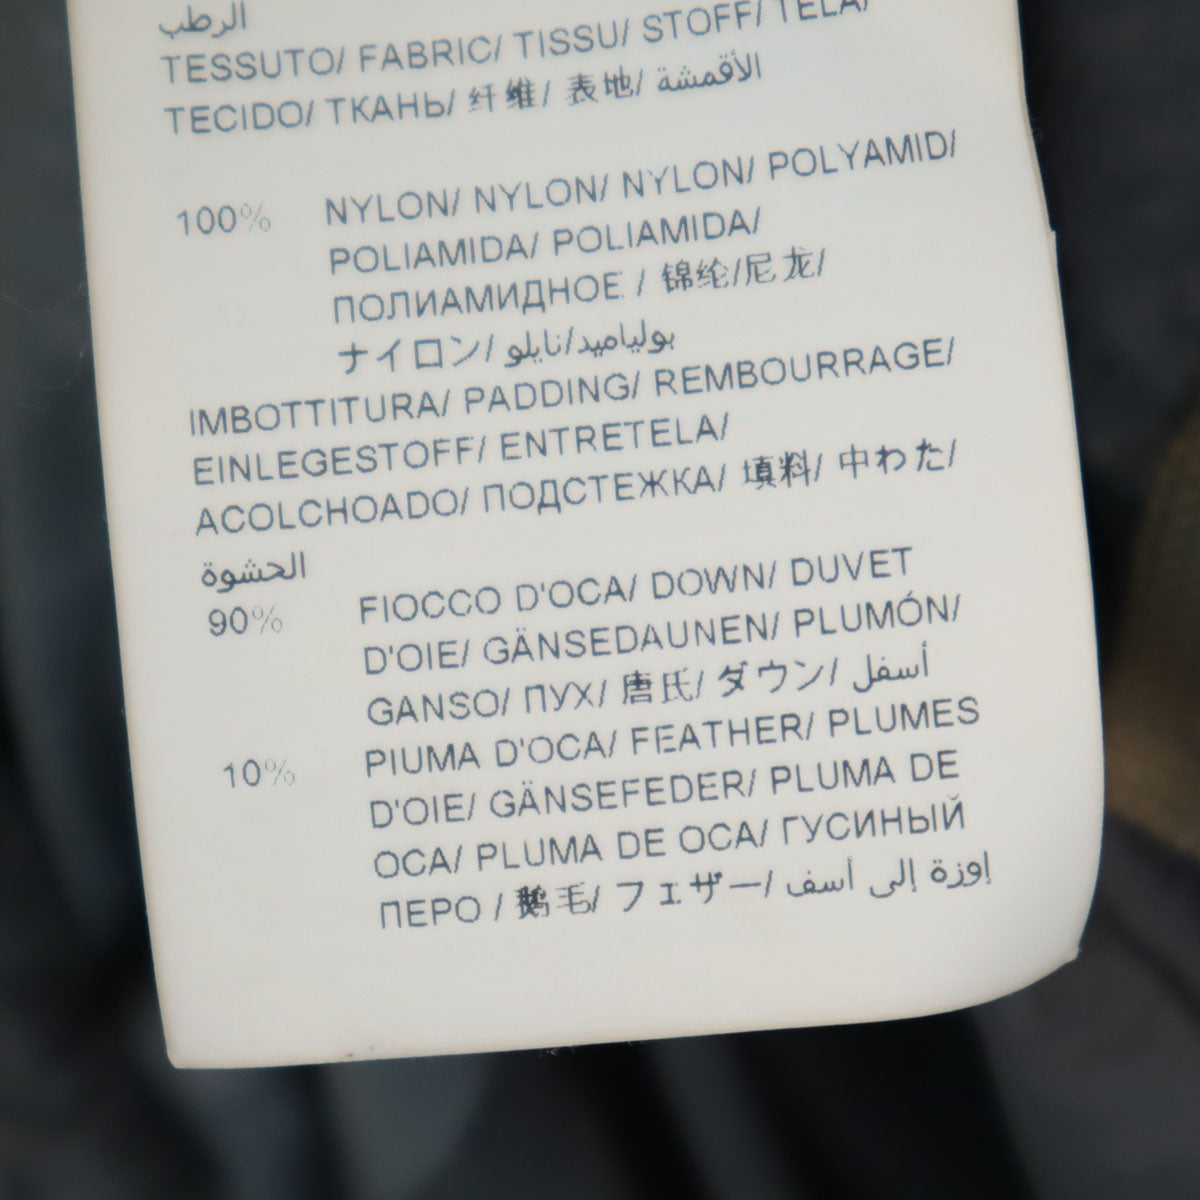 الرطب
TESSUTO/ FABRIC/ TISSU/ STOFF/ TELA/
TECIDO/ ТКАНЬ/ 纤维/ 表地/ الأقمشة
100% NYLON/ NYLON/ NYLON/ POLYAMID/
POLIAMIDA/ POLIAMIDA/
ПОЛИАМИДНОЕ / 锦纶/尼龙/
ナイロン/ بولياميد/نايلو
IMBOTTITURA/ PADDING/ REMBOURRAGE/
EINLEGESTOFF/ ENTRETELA/
ACOLCHOADO/ ПОДСТЕЖКА/ 填料/ 中わた/
الحشوة
90% FIOCCO D'OCA/ DOWN/ DUVET
D'OIE/ GÄNSEDAUNEN/ PLUMÓN/
GANSO/ ПУХ/ 唐氏/ ダウン/ أسفل
10% PIUMA D'OCA/ FEATHER/ PLUMES
D'OIE/ GÄNSEFEDER/ PLUMA DE
OCA/ PLUMA DE OCA/ ГУСИНЫЙ
ПЕРО / 鹅毛/ フェザー/ إوزة إلى أسف